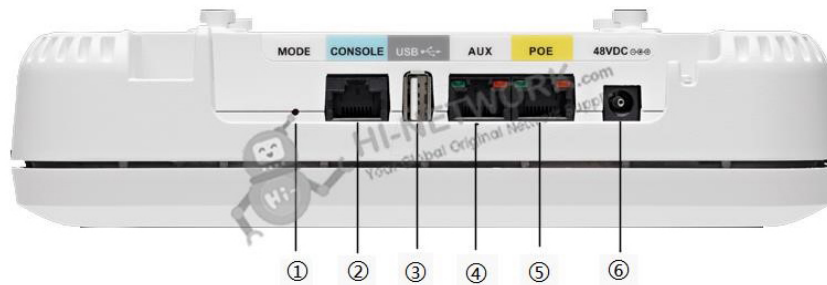 MODE CONSOLE USB AUX POE 48VDC
HI-NETWORK.com
Your Global Original Network Supplier
Hi-
① ② ③ ④ ⑤ ⑥